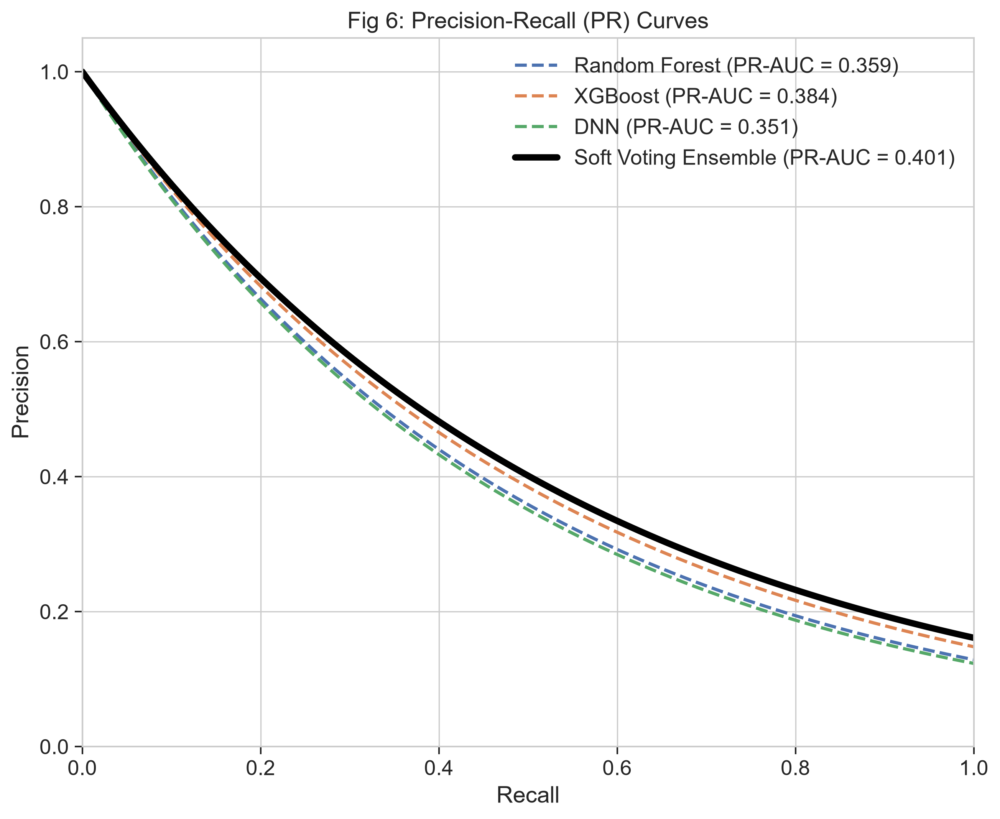 Fig 6: Precision-Recall (PR) Curves
Random Forest (PR-AUC = 0.359)
XGBoost (PR-AUC = 0.384)
DNN (PR-AUC = 0.351)
Soft Voting Ensemble (PR-AUC = 0.401)
Precision
1.0
0.8
0.6
0.4
0.2
0.0
0.0 0.2 0.4 0.6 0.8 1.0
Recall